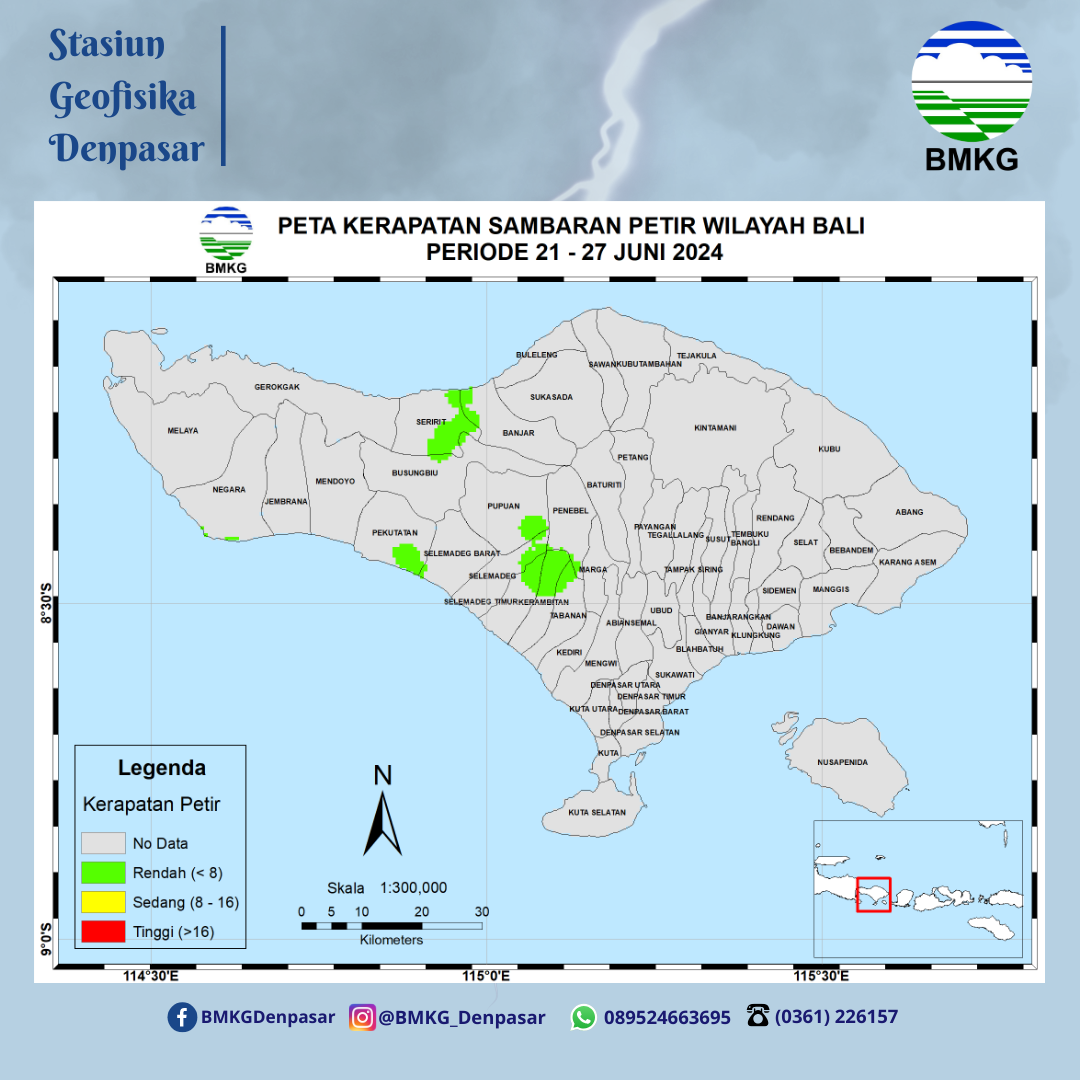 Stasiun
Geofisika
Denpasar
BMKG
BMKG
PETA KERAPATAN SAMBARAN PETIR WILAYAH BALI
PERIODE 21 - 27 JUNI 2024
BULELENG
SAWAN
KUBUTAMBAHAN
TEJAKULA
GEROKGAK
SUKASADA
SERIRIT
MELAYA
BANJAR
KINTAMANI
KUBU
PETANG
BUSUNGBIU
MENDOYO
BATURITI
NEGARA
JEMBRANA
PUPUAN
PENEBEL
ABANG
RENDANG
PAYANGAN
PEKUTATAN
TEGALLALANG
SUSUT
TEMBUKU
BANGLI
SELAT
BEBANDEM
SELEMADEG BARAT
KARANG ASEM
SELEMADEG
MARGA
TAMPAK SIRING
SIDEMEN
MANGGIS
SELEMADEG TIMUR
KERAMBITAN
TABANAN
UBUD
ABIANSEMAL
BANJARANGKAN
DAWAN
GIANYAR
KLUNGKUNG
BLAHBATUH
KEDIRI
MENGWI
SUKAWATI
DENPASAR UTARA
DENPASAR TIMUR
KUTA UTARA
DENPASAR BARAT
DENPASAR SELATAN
KUTA
NUSAPENIDA
KUTA SELATAN
8°30'S
9°0'S
Legenda
Kerapatan Petir
No Data
Rendah (< 8)
Sedang (8 - 16)
Tinggi (>16)
N
Skala 1:300,000
0 5 10 20 30
Kilometers
114°30'E
115°0'E
115°30'E
BMKGDenpasar
@BMKG_Denpasar
089524663695
(0361) 226157